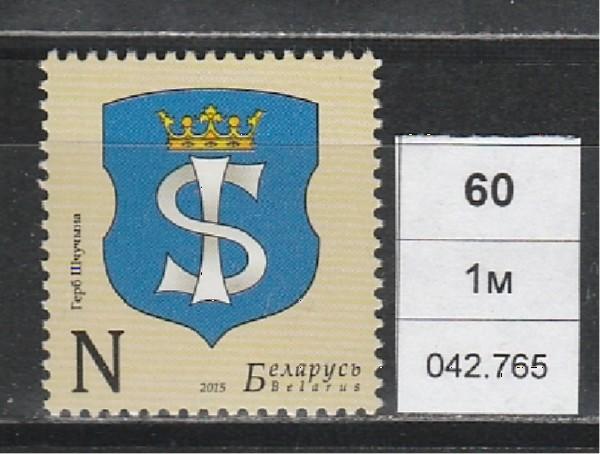 Герб Шчучына
N
2015
Беларусь
Belarus
60
1м
042.765